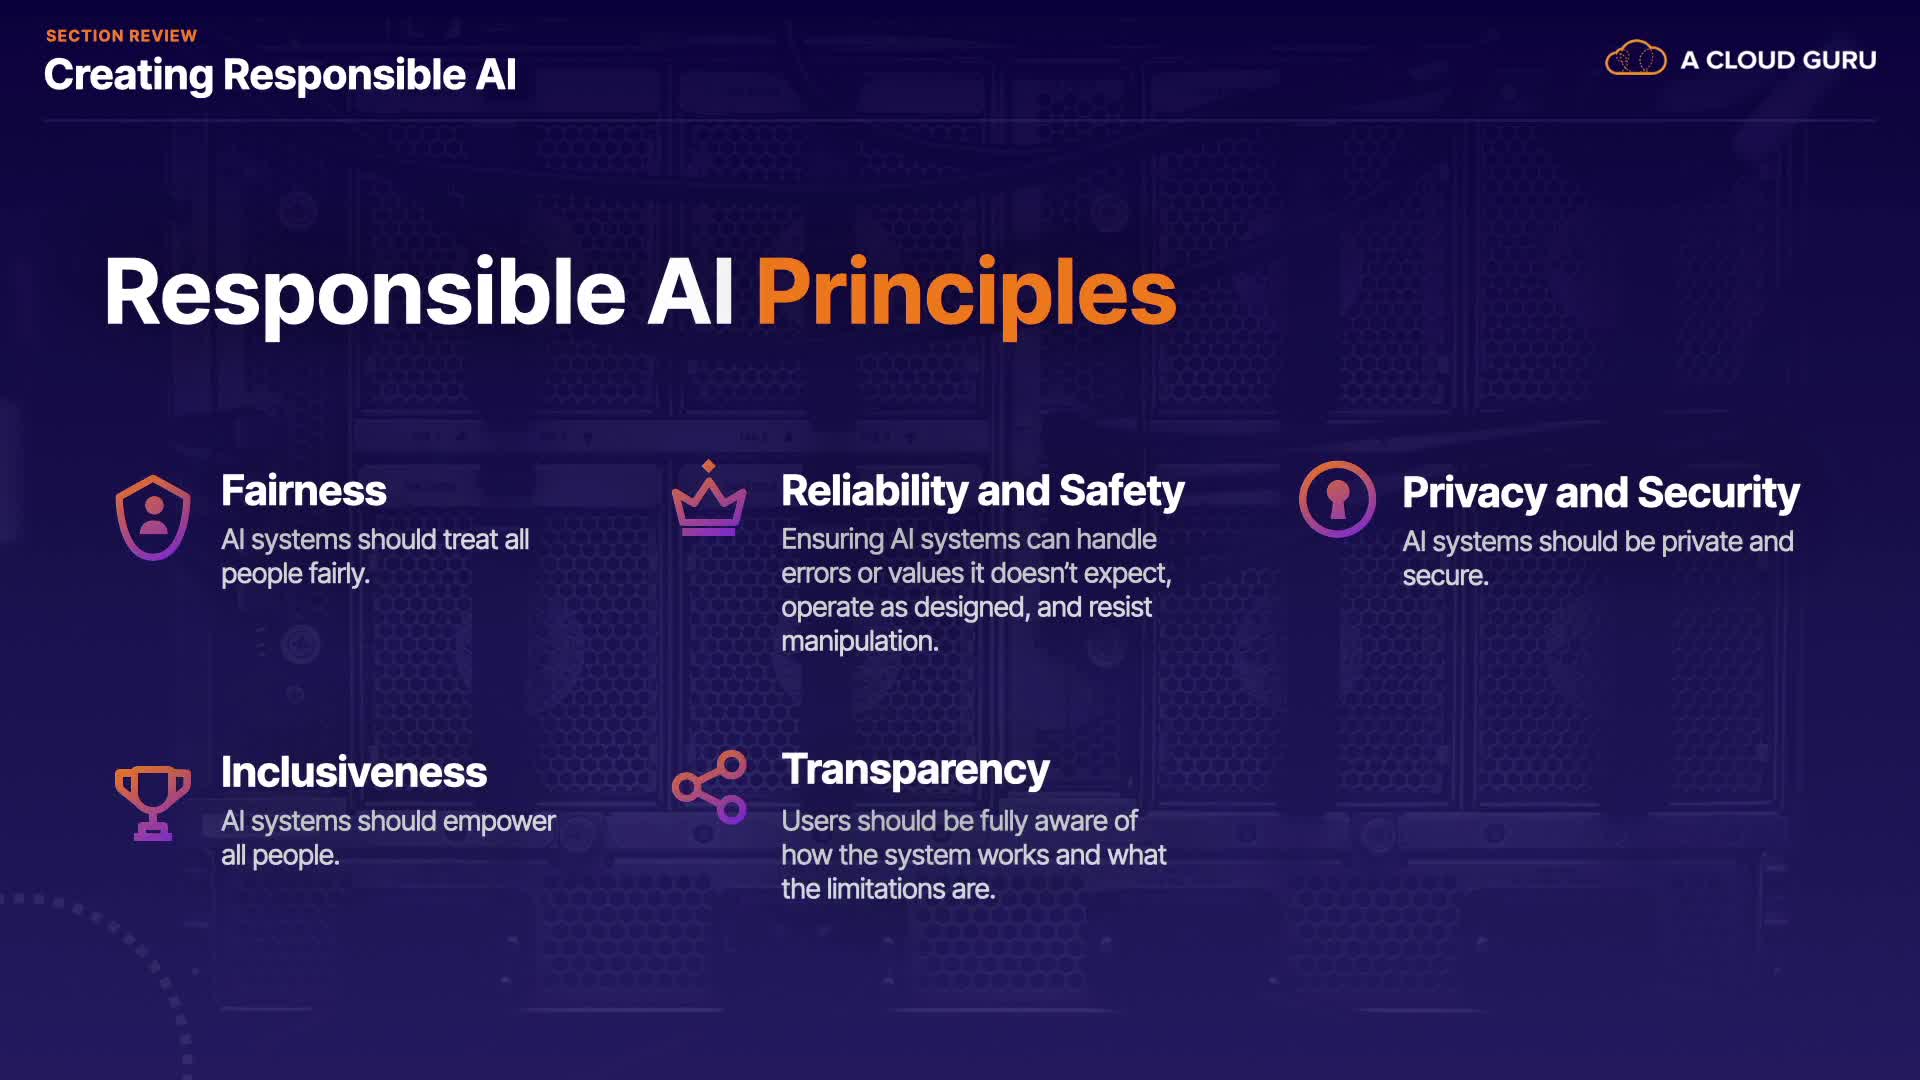 SECTION REVIEW
Creating Responsible AI
A CLOUD GURU
Responsible AI Principles
Fairness
AI systems should treat all
people fairly.
Reliability and Safety
Ensuring AI systems can handle
errors or values it doesn’t expect,
operate as designed, and resist
manipulation.
Privacy and Security
AI systems should be private and
secure.
Inclusiveness
AI systems should empower
all people.
Transparency
Users should be fully aware of
how the system works and what
the limitations are.